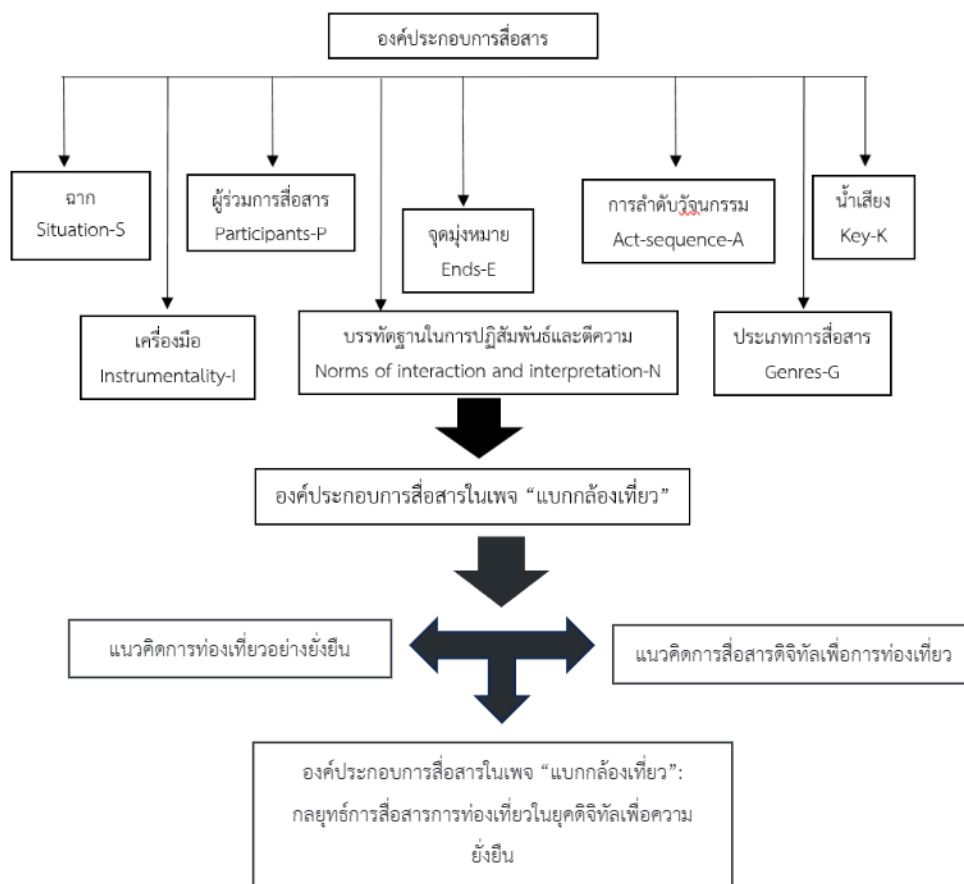 องค์ประกอบการสื่อสาร
ฉาก
Situation-S
ผู้ร่วมการสื่อสาร
Participants-P
จุดมุ่งหมาย
Ends-E
การลำดับวัจนกรรม
Act-sequence-A
น้ำเสียง
Key-K
เครื่องมือ
Instrumentality-I
บรรทัดฐานในการปฏิสัมพันธ์และตีความ
Norms of interaction and interpretation-N
ประเภทการสื่อสาร
Genres-G
องค์ประกอบการสื่อสารในเพจ “แบกกล้องเที่ยว”
แนวคิดการท่องเที่ยวอย่างยั่งยืน
แนวคิดการสื่อสารดิจิทัลเพื่อการท่องเที่ยว
องค์ประกอบการสื่อสารในเพจ “แบกกล้องเที่ยว”:
กลยุทธ์การสื่อสารการท่องเที่ยวในยุคดิจิทัลเพื่อความ
ยั่งยืน